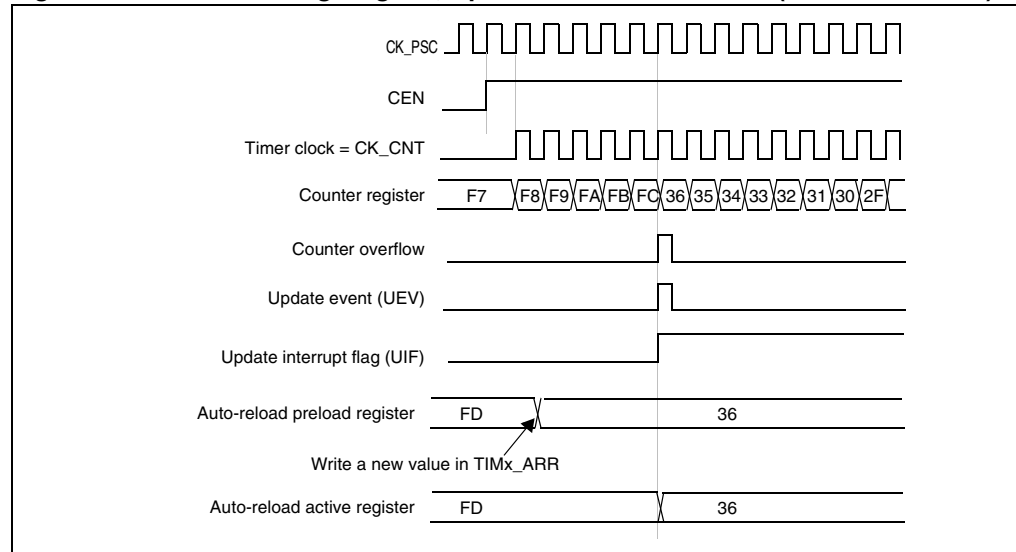 CK_PSC
CEN
Timer clock = CK_CNT
Counter register F7 F8 F9 FA FB FC 36 35 34 33 32 31 30 2F
Counter overflow
Update event (UEV)
Update interrupt flag (UIF)
Auto-reload preload register FD 36
Write a new value in TIMx_ARR
Auto-reload active register FD 36